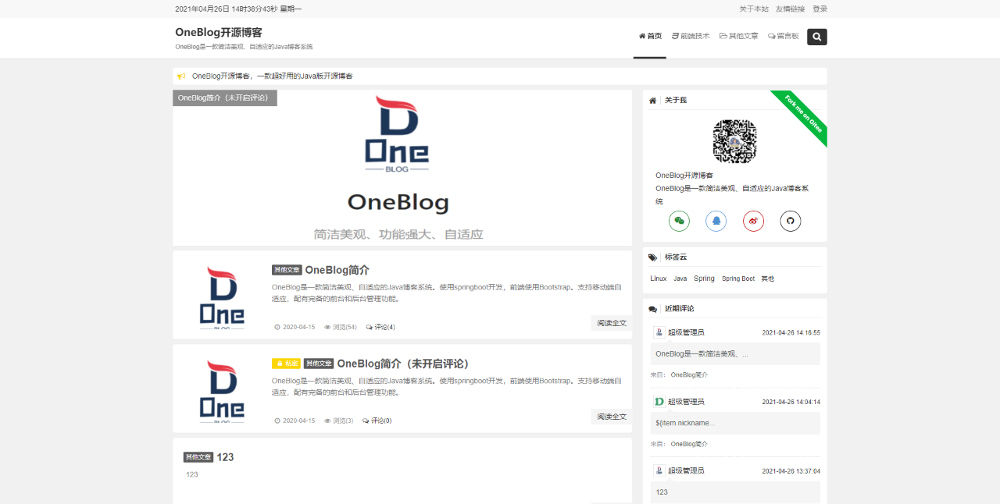 2021年04月26日 14时38分43秒 星期一
关于本站 友情链接 登录
OneBlog开源博客
OneBlog是一款简洁美观、自适应的Java博客系统
首页 前端技术 其他文章 留言板
OneBlog开源博客，一款超好用的Java版开源博客
OneBlog简介（未开启评论）
D
One
BLOG
OneBlog
简洁美观、功能强大、自适应
关于我
Fork me on Gitee
OneBlog开源博客
OneBlog是一款简洁美观、自适应的Java博客系
统
标签云
Linux Java Spring Spring Boot 其他
D
One
BLOG
其他文章 OneBlog简介
OneBlog是一款简洁美观、自适应的Java博客系统。使用springboot开发，前端使用Bootstrap。支持移动端自
适应，配有完备的前台和后台管理功能。
2020-04-15 浏览(54) 评论(4)
阅读全文
D
One
BLOG
私密 其他文章 OneBlog简介（未开启评论）
OneBlog是一款简洁美观、自适应的Java博客系统。使用springboot开发，前端使用Bootstrap。支持移动端自
适应，配有完备的前台和后台管理功能。
2020-04-15 浏览(3) 评论(0)
阅读全文
其他文章 123
123
近期评论
超级管理员 2021-04-26 14:16:55
OneBlog是一款简洁美观、...
来自： OneBlog简介
超级管理员 2021-04-26 14:04:14
${item.nickname...
来自： OneBlog简介
超级管理员 2021-04-26 13:37:04
123